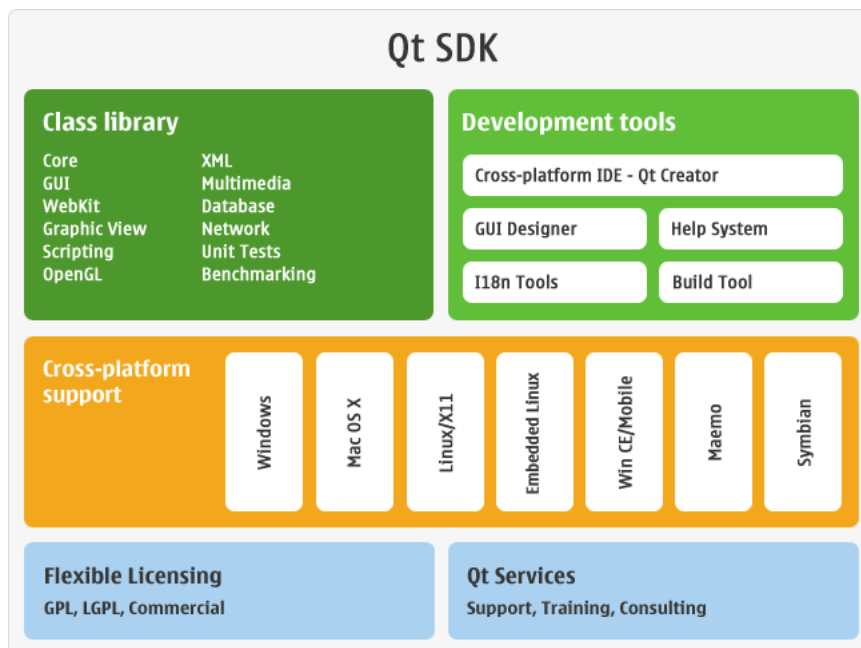 Qt SDK
Class library
Core
GUI
WebKit
Graphic View
Scripting
OpenGL
XML
Multimedia
Database
Network
Unit Tests
Benchmarking
Development tools
Cross-platform IDE - Qt Creator
GUI Designer
Help System
I18n Tools
Build Tool
Cross-platform
support
Windows
Mac OS X
Linux/X11
Embedded Linux
Win CE/Mobile
Maemo
Symbian
Flexible Licensing
GPL, LGPL, Commercial
Qt Services
Support, Training, Consulting